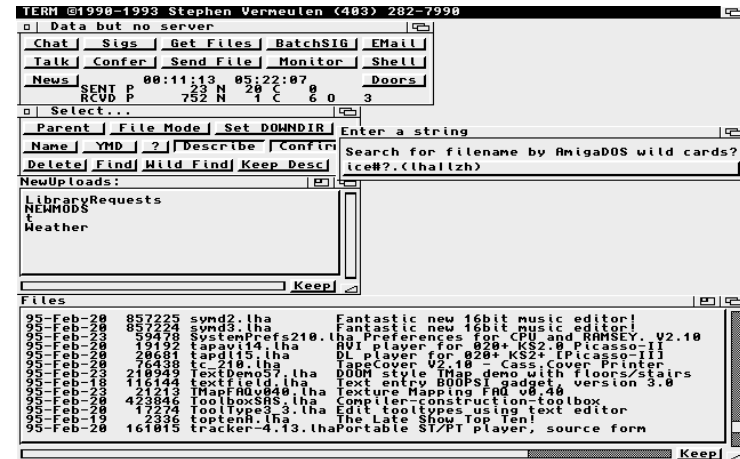 TERM ©1990-1993 Stephen Vermeulen (403) 282-7990
Data but no server
Chat Sigs Get Files BatchSIG EMail
Talk Confer Send File Monitor Shell
News 00:11:13 05:22:07 Doors
SENT P 23 N 20 C 0
RCVD P 752 N 1 C 6 O 3
Select...
Parent File Mode Set DOWNDIR
Name YMD ? Describe Confir
Delete Find Wild Find Keep Desc
Enter a string
Search for filename by AmigaDOS wild cards?
ice#?.(lha|lzh)
NewUploads:
LibraryRequests
NEWMODS
t
Weather
Keep
Files
95-Feb-20 857225 symd2.lha Fantastic new 16bit music editor!
95-Feb-20 857224 symd3.lha Fantastic new 16bit music editor!
95-Feb-23 59478 SystemPrefs210.lha Preferences for CPU and RAMSEY. V2.10
95-Feb-20 19192 tapavi14.lha AVI player for 020+ KS2.0 Picasso-II
95-Feb-20 20681 tapdl15.lha DL player for 020+ KS2+ [Picasso-II]
95-Feb-20 76438 tc_210.lha TapeCover V2.10 - Cass.Cover Printer
95-Feb-23 210949 TextDemo57.lha DOOM style TMap demo with floors/stairs
95-Feb-18 116144 textfield.lha Text entry BOOPSI gadget, version 3.0
95-Feb-23 21213 TMapFAQv040.lha Texture Mapping FAQ v0.40
95-Feb-20 423846 ToolboxSAS.lha Compiler-construction-toolbox
95-Feb-20 17274 ToolType3_3.lha Edit tooltypes using text editor
95-Feb-19 2336 toptenA.lha The Late Show Top Ten!
95-Feb-20 161015 tracker-4.13.lha Portable ST/PT player, source form
Keep